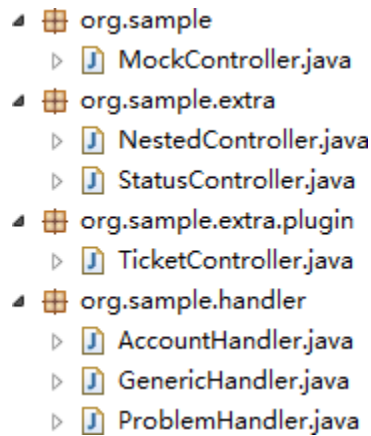 org.sample
MockController.java
org.sample.extra
NestedController.java
StatusController.java
org.sample.extra.plugin
TicketController.java
org.sample.handler
AccountHandler.java
GenericHandler.java
ProblemHandler.java